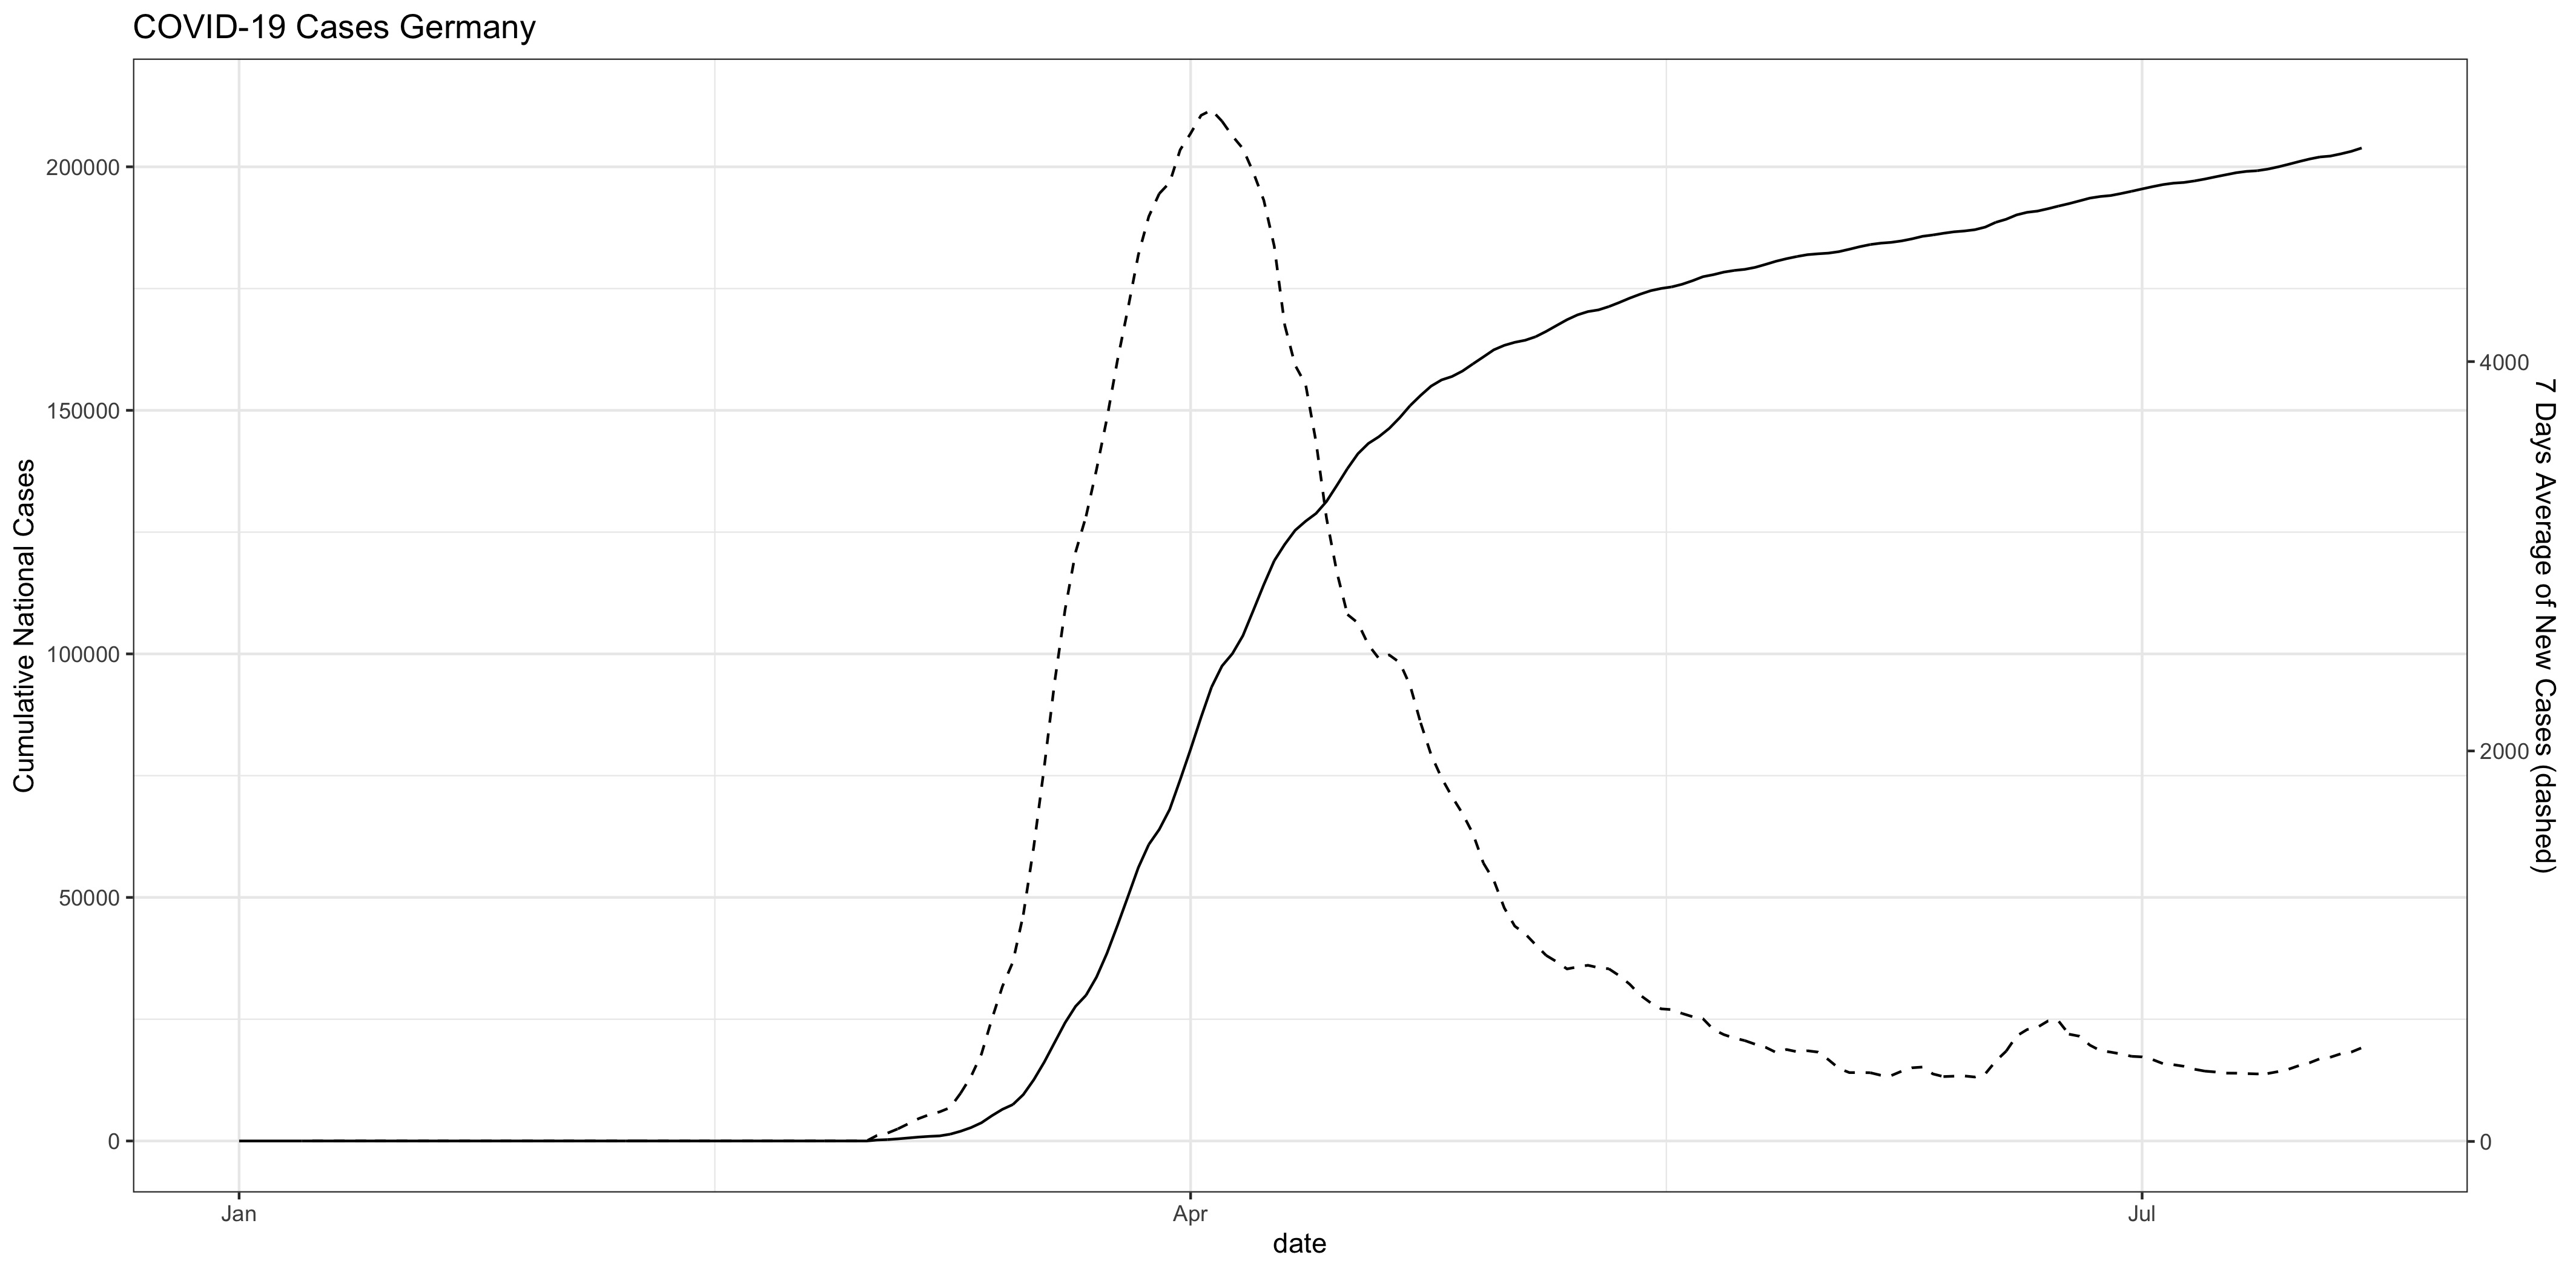 COVID-19 Cases Germany
Cumulative National Cases
200000
150000
100000
50000
0
4000
2000
0
7 Days Average of New Cases (dashed)
Jan
Apr
Jul
date